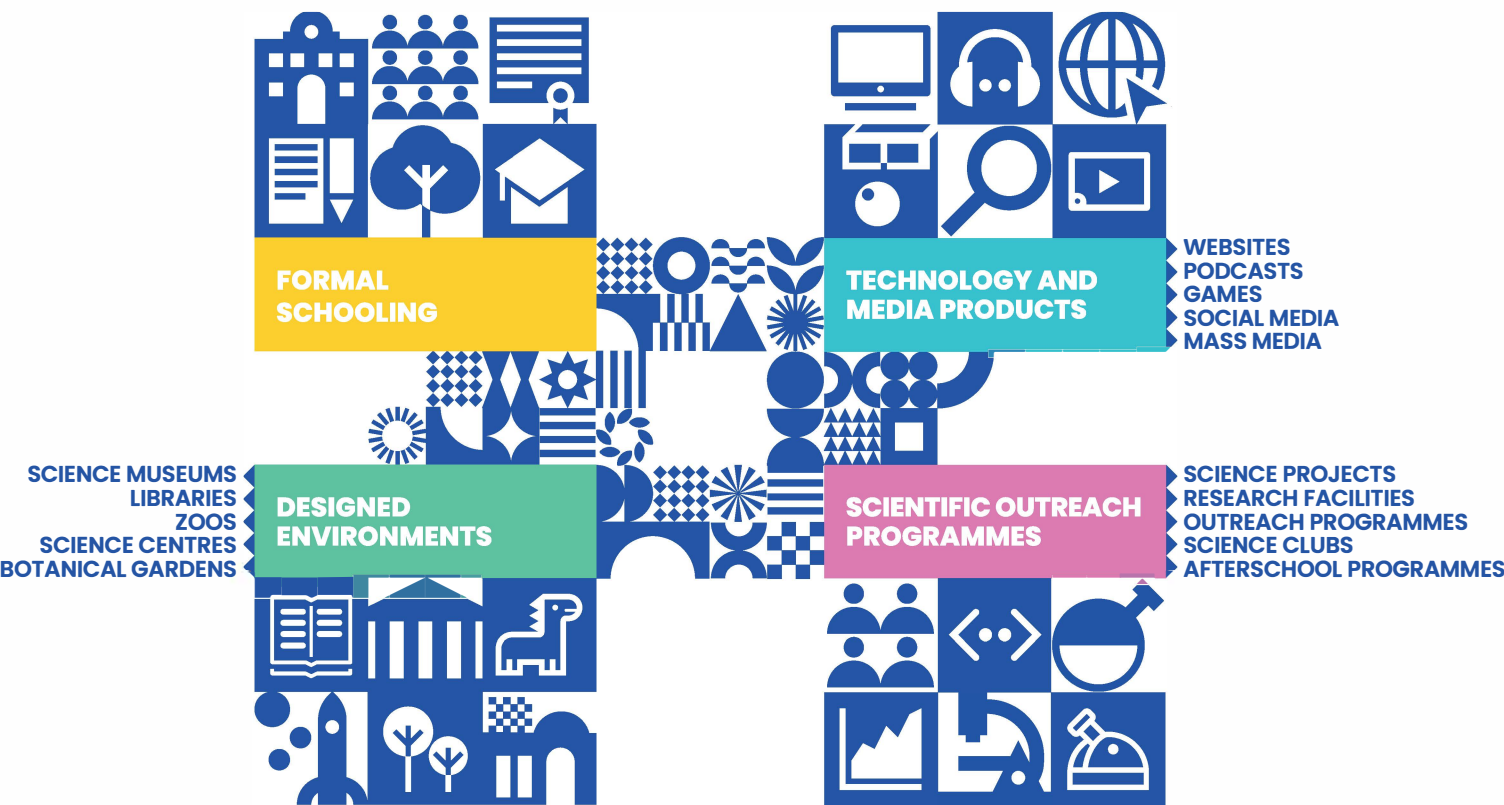 FORMAL
SCHOOLING
TECHNOLOGY AND
MEDIA PRODUCTS
WEBSITES
PODCASTS
GAMES
SOCIAL MEDIA
MASS MEDIA
SCIENCE MUSEUMS
LIBRARIES
ZOOS
SCIENCE CENTRES
BOTANICAL GARDENS
DESIGNED
ENVIRONMENTS
SCIENTIFIC OUTREACH
PROGRAMMES
SCIENCE PROJECTS
RESEARCH FACILITIES
OUTREACH PROGRAMMES
SCIENCE CLUBS
AFTERSCHOOL PROGRAMMES